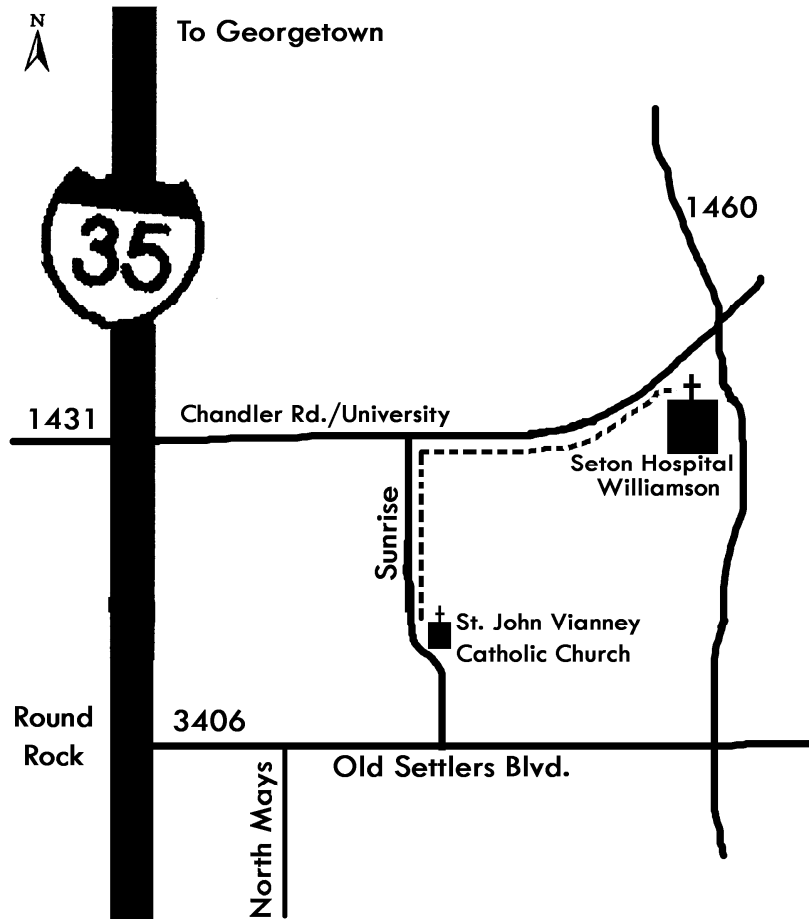 N
To Georgetown
35
1460
1431
Chandler Rd./University
Seton Hospital
Williamson
Sunrise
St. John Vianney
Catholic Church
Round
Rock
3406
Old Settlers Blvd.
North Mays